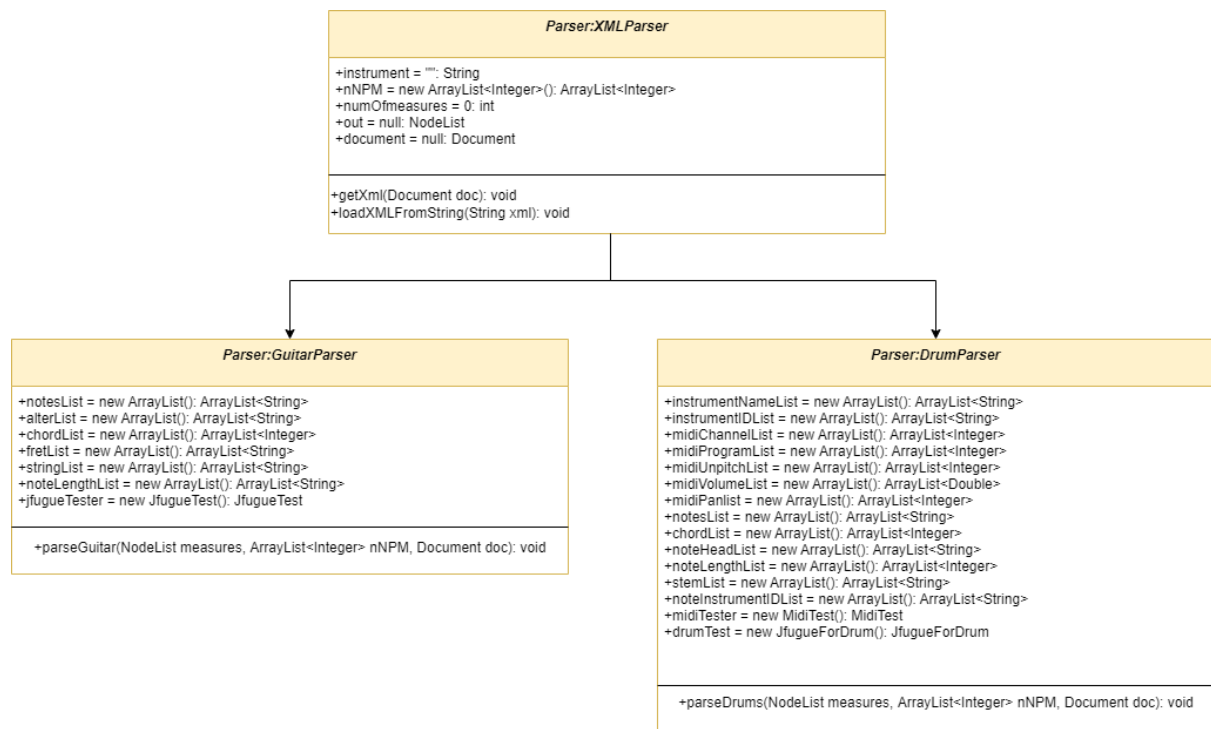 Parser:XMLParser
+instrument = "": String
+nNPM = new ArrayList<Integer>(): ArrayList<Integer>
+numOfmeasures = 0: int
+out = null: NodeList
+document = null: Document
+getXml(Document doc): void
+loadXMLFromString(String xml): void
Parser:GuitarParser
+notesList = new ArrayList(): ArrayList<String>
+alterList = new ArrayList(): ArrayList<String>
+chordList = new ArrayList(): ArrayList<Integer>
+fretList = new ArrayList(): ArrayList<String>
+stringList = new ArrayList(): ArrayList<String>
+noteLengthList = new ArrayList(): ArrayList<String>
+jfugueTester = new JfugueTest(): JfugueTest
+parseGuitar(NodeList measures, ArrayList<Integer> nNPM, Document doc): void
Parser:DrumParser
+instrumentNameList = new ArrayList(): ArrayList<String>
+instrumentIDList = new ArrayList(): ArrayList<String>
+midiChannelList = new ArrayList(): ArrayList<Integer>
+midiProgramList = new ArrayList(): ArrayList<Integer>
+midiUnpitchList = new ArrayList(): ArrayList<Integer>
+midiVolumeList = new ArrayList(): ArrayList<Double>
+midiPanlist = new ArrayList(): ArrayList<Integer>
+notesList = new ArrayList(): ArrayList<String>
+chordList = new ArrayList(): ArrayList<Integer>
+noteHeadList = new ArrayList(): ArrayList<String>
+noteLengthList = new ArrayList(): ArrayList<Integer>
+stemList = new ArrayList(): ArrayList<String>
+noteInstrumentIDList = new ArrayList(): ArrayList<String>
+midiTester = new MidiTest(): MidiTest
+drumTest = new JfugueForDrum(): JfugueForDrum
+parseDrums(NodeList measures, ArrayList<Integer> nNPM, Document doc): void